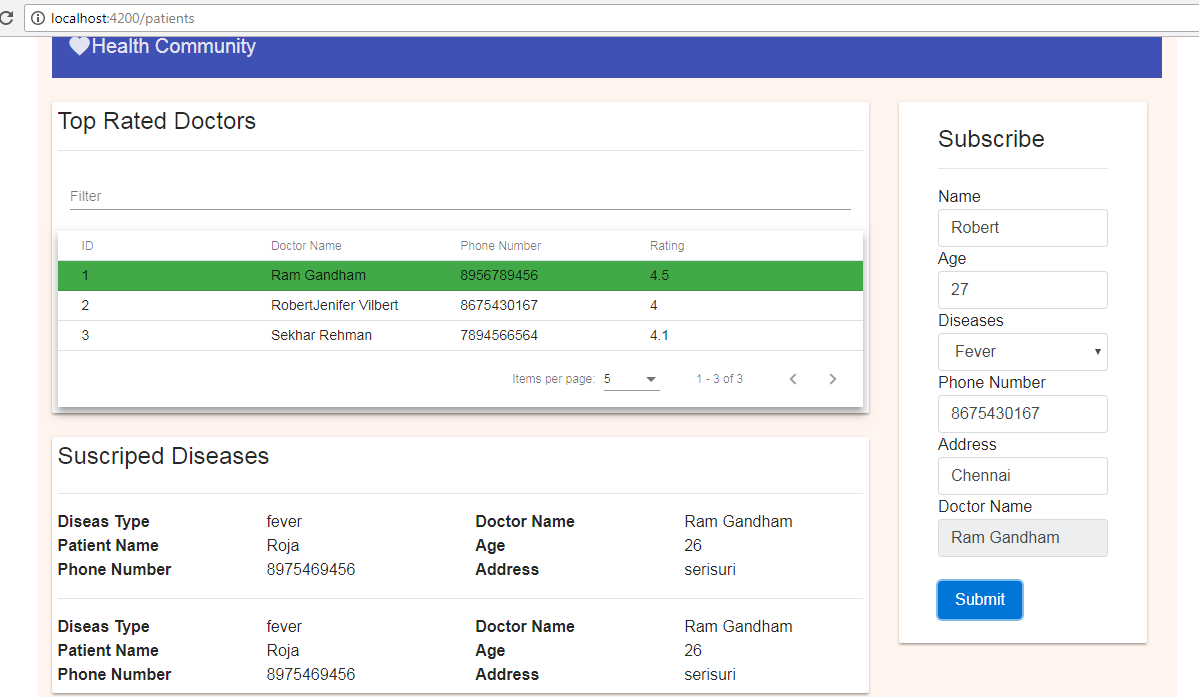 localhost:4200/patients
Health Community
Top Rated Doctors
Filter
ID Doctor Name Phone Number Rating
1 Ram Gandham 8956789456 4.5
2 RobertJenifer Vilbert 8675430167 4
3 Sekhar Rehman 7894566564 4.1
Items per page: 5 1 - 3 of 3
Suscriped Diseases
Diseas Type fever Doctor Name Ram Gandham
Patient Name Roja Age 26
Phone Number 8975469456 Address serisuri
Diseas Type fever Doctor Name Ram Gandham
Patient Name Roja Age 26
Phone Number 8975469456 Address serisuri
Subscribe
Name
Robert
Age
27
Diseases
Fever
Phone Number
8675430167
Address
Chennai
Doctor Name
Ram Gandham
Submit